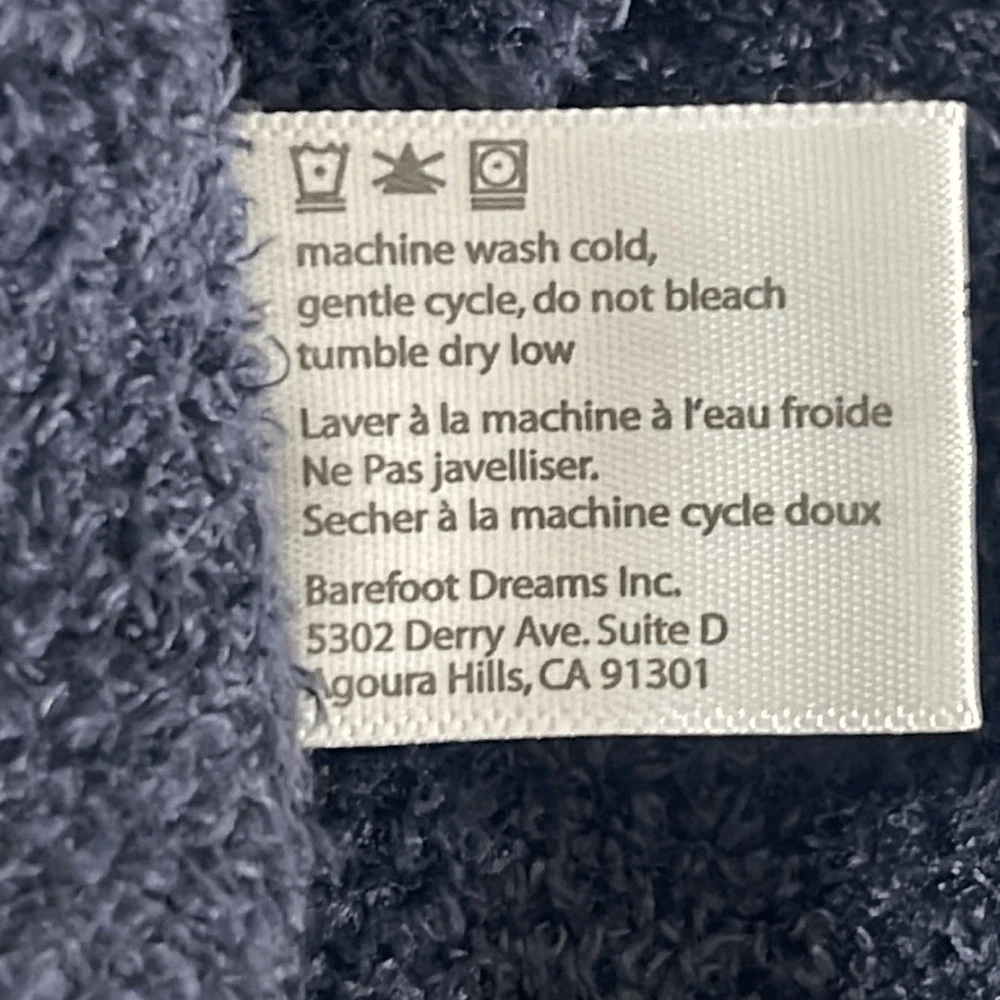 machine wash cold,
gentle cycle, do not bleach
tumble dry low
Laver à la machine à l'eau froide
Ne Pas javelliser.
Secher à la machine cycle doux
Barefoot Dreams Inc.
5302 Derry Ave. Suite D
Agoura Hills, CA 91301